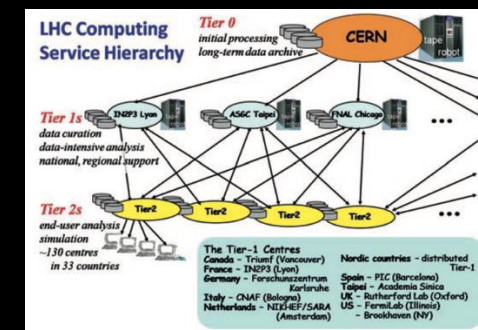 LHC Computing
Service Hierarchy
Tier 0
initial processing
long-term data archive
CERN
tape
robot
Tier 1s
data curation
data-intensive analysis
national, regional support
IN2P3 Lyon
ASGC Taipei
FNAL Chicago
...
Tier 2s
end-user analysis
simulation
~130 centres
in 33 countries
Tier2
Tier2
Tier2
Tier2
...
The Tier-1 Centres
Canada – Triumf (Vancouver)
France – IN2P3 (Lyon)
Germany – Forschunszentrum
Karlsruhe
Italy – CNAF (Bologna)
Netherlands – NIKHEF/SARA
(Amsterdam)
Nordic countries – distributed
Tier-1
Spain – PIC (Barcelona)
Taipei – Academia Sinica
UK – Rutherford Lab (Oxford)
US – FermiLab (Illinois)
– Brookhaven (NY)